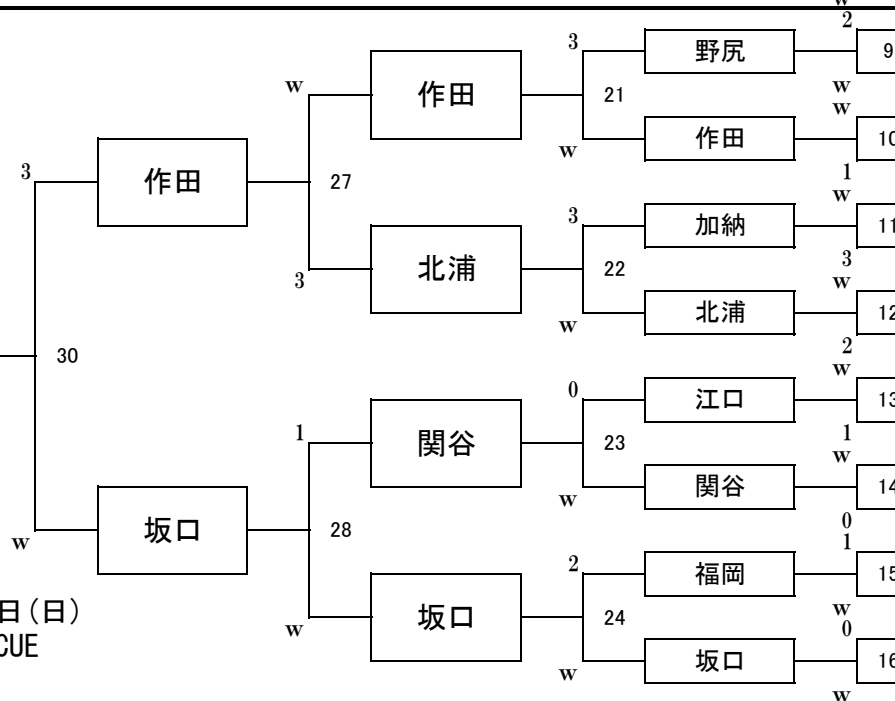 w
2
3 野尻 9
w 作田 21 w
w
w 作田 10
3 作田 27 1
w
3 加納 11
3 北浦 22 3
w
w 北浦 12
30 2
w
0 江口 13
1 関谷 23 1
w
w 関谷 14
w 坂口 28 0
1
2 福岡 15
日(日) w 坂口 24 w
0
CUE w 坂口 16
w